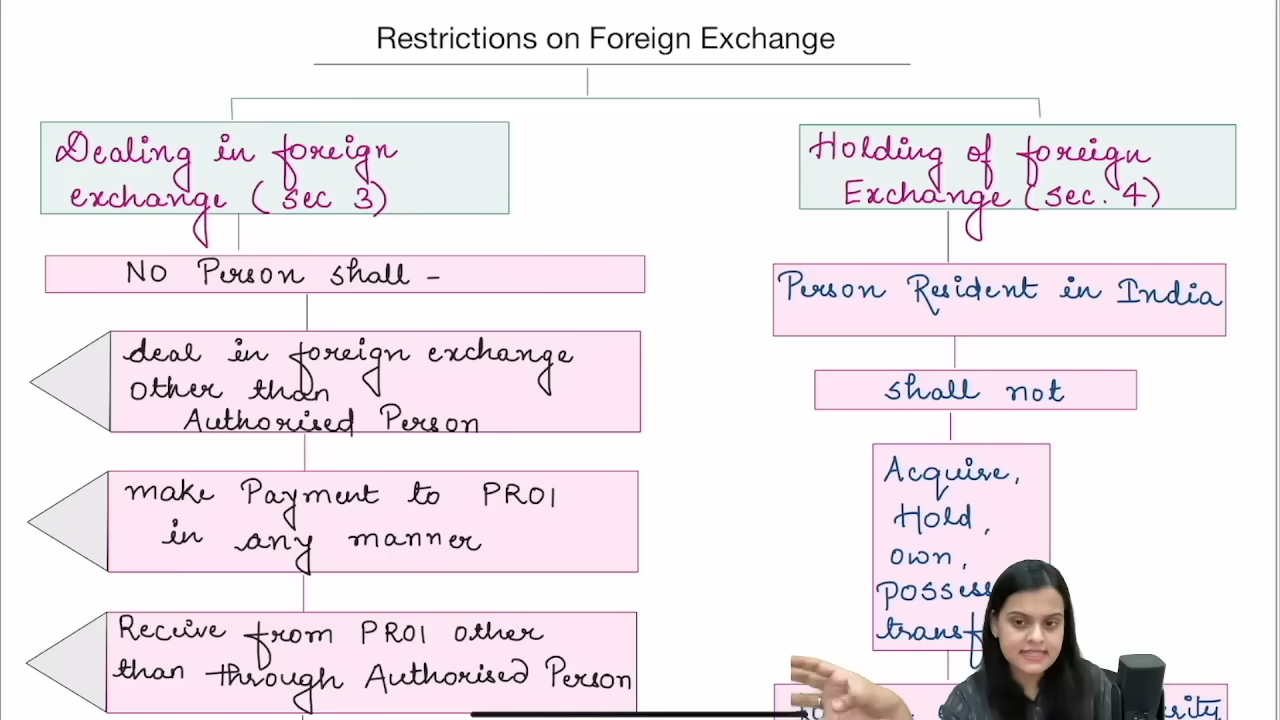 Restrictions on Foreign Exchange
Dealing in foreign
exchange (sec 3)
NO Person shall -
deal in foreign exchange
other than
Authorised Person
make Payment to PROI
in any manner
Receive from PROI other
than through Authorised Person
Holding of foreign
Exchange (sec. 4)
Person Resident in India
shall not
Acquire,
Hold,
own,